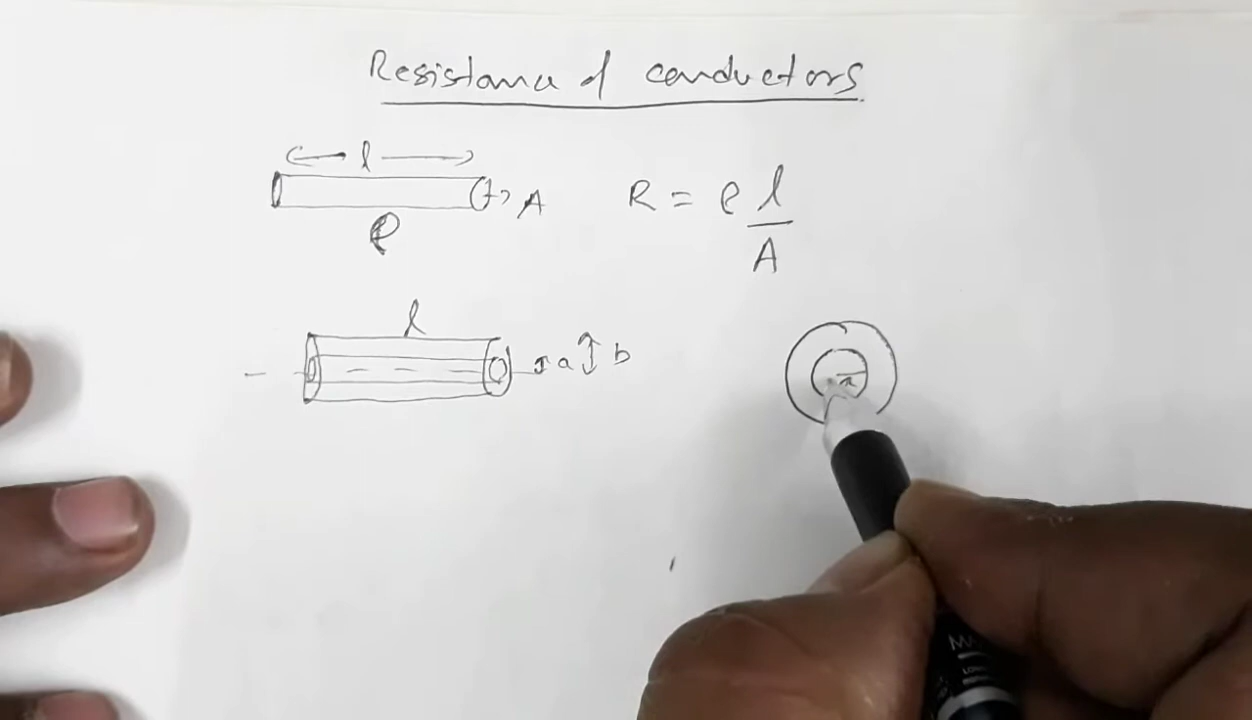 Resistance of conductors
l
A
ρ
R = ρ l / A
l
a b
a